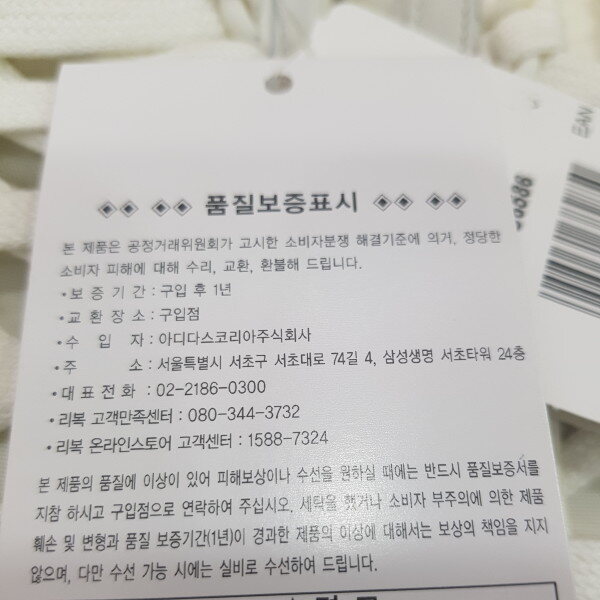 ◈◈ ◈◈ 품질보증표시 ◈◈ ◈◈
본 제품은 공정거래위원회가 고시한 소비자분쟁 해결기준에 의거, 정당한
소비자 피해에 대해 수리, 교환, 환불해 드립니다.
• 보 증 기 간 : 구입 후 1년
• 교 환 장 소 : 구입점
• 수 입 자 : 아디다스코리아주식회사
• 주 소 : 서울특별시 서초구 서초대로 74길 4, 삼성생명 서초타워 24층
• 대 표 전 화 : 02-2186-0300
• 리복 고객만족센터 : 080-344-3732
• 리복 온라인스토어 고객센터 : 1588-7324
본 제품의 품질에 이상이 있어 피해보상이나 수선을 원하실 때에는 반드시 품질보증서를
지참 하시고 구입점으로 연락하여 주십시오, 세탁을 했거나 소비자 부주의에 의한 제품
훼손 및 변형과 품질 보증기간(1년)이 경과한 제품의 이상에 대해서는 보상의 책임을 지지
않으며, 다만 수선 가능 시에는 실비로 수선하여 드립니다.
EAN